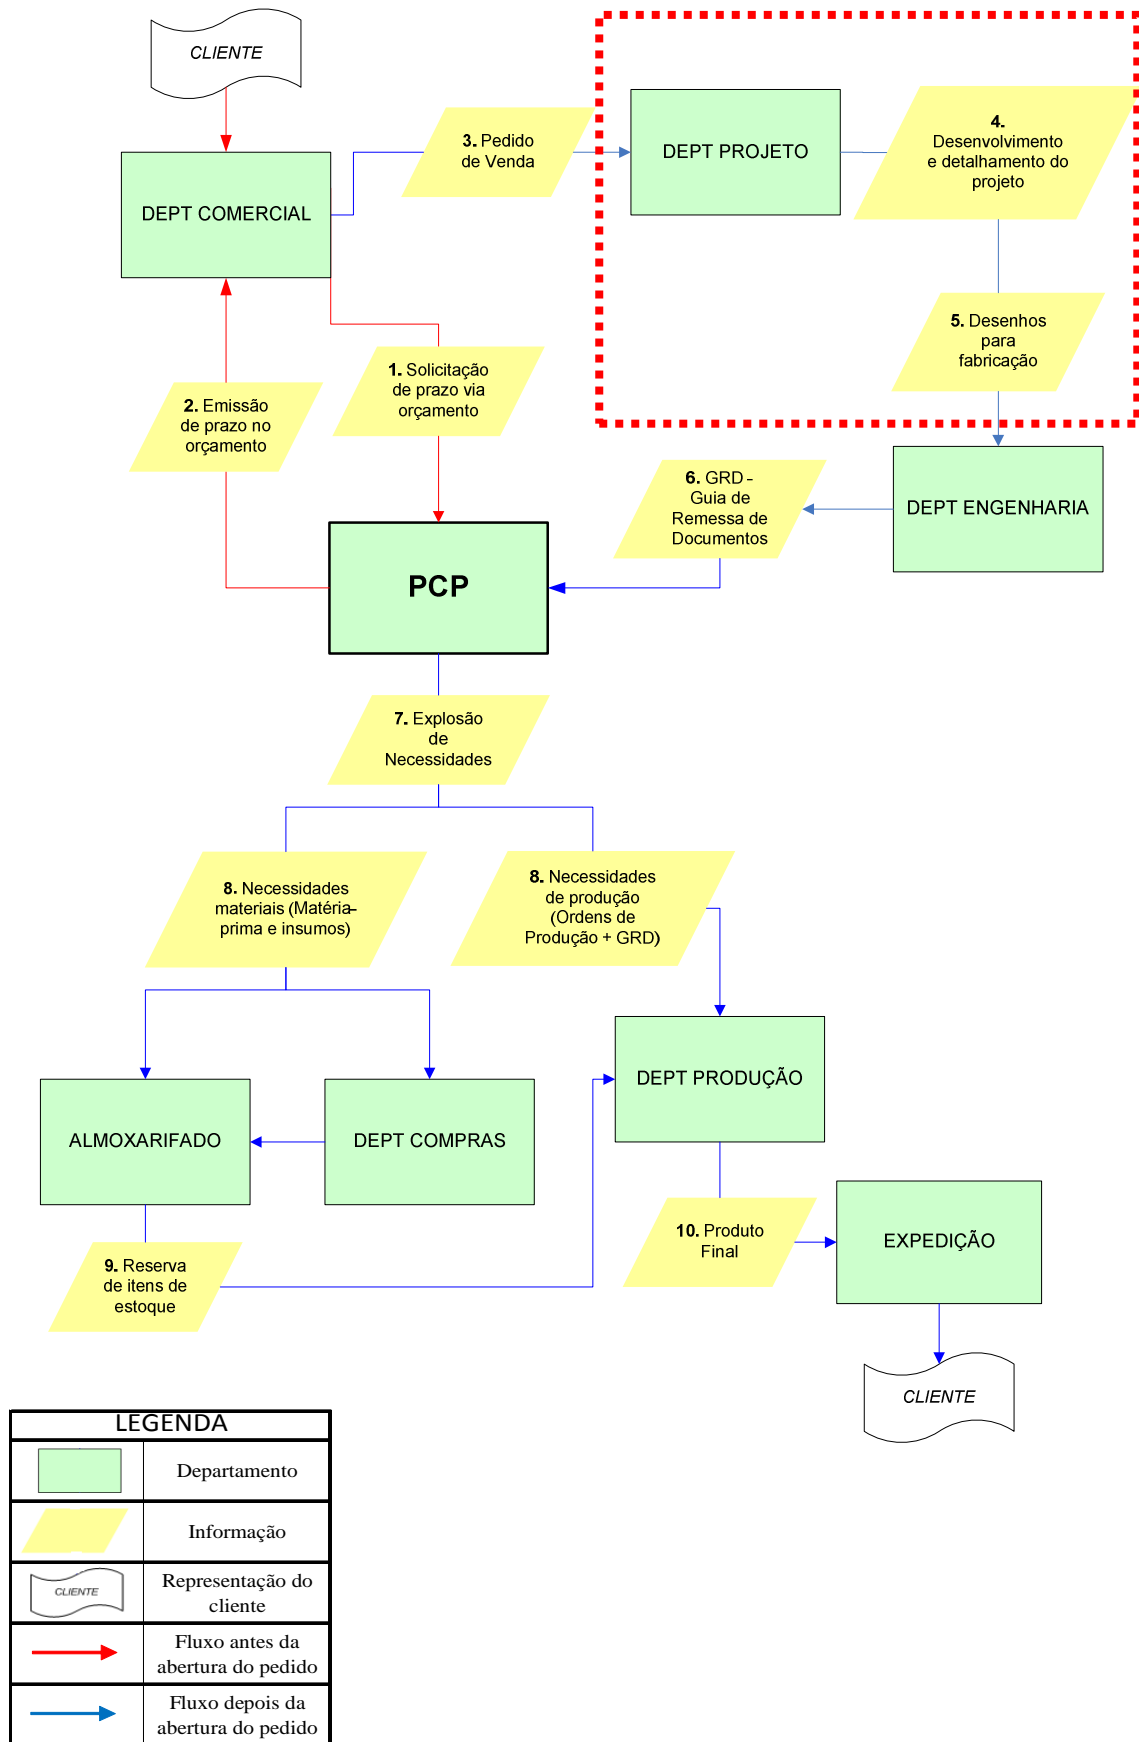 CLIENTE
DEPT COMERCIAL
3. Pedido
de Venda
DEPT PROJETO
4.
Desenvolvimento
e detalhamento do
projeto
5. Desenhos
para
fabricação
1. Solicitação
de prazo via
orçamento
2. Emissão
de prazo no
orçamento
6. GRD -
Guia de
Remessa de
Documentos
DEPT ENGENHARIA
PCP
7. Explosão
de
Necessidades
8. Necessidades
materiais (Matéria-
prima e insumos)
8. Necessidades
de produção
(Ordens de
Produção + GRD)
DEPT PRODUÇÃO
ALMOXARIFADO
DEPT COMPRAS
9. Reserva
de itens de
estoque
10. Produto
Final
EXPEDIÇÃO
CLIENTE
LEGENDA
Departamento
Informação
CLIENTE
Representação do
cliente
Fluxo antes da
abertura do pedido
Fluxo depois da
abertura do pedido